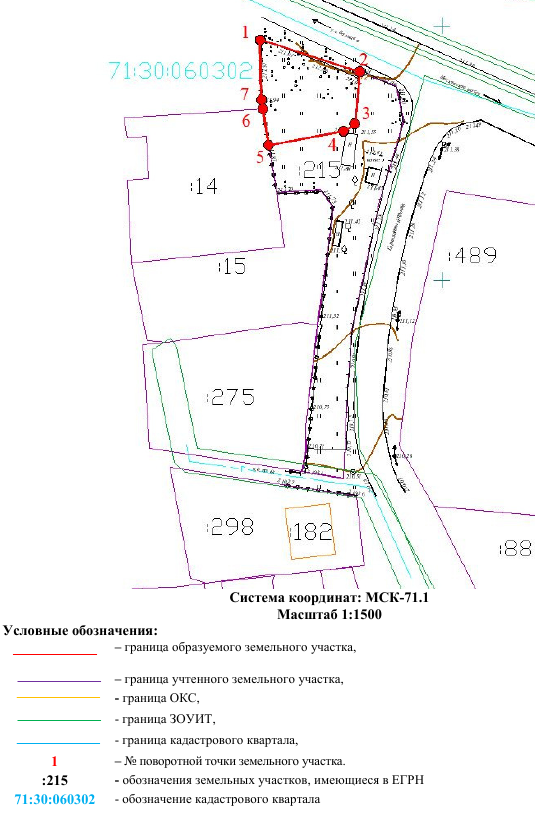 1
2
71:30:060302
7
6
3
4
5
:215
:14
:15
:489
:275
:298
182
:88
Система координат: МСК-71.1
Масштаб 1:1500
Условные обозначения:
– граница образуемого земельного участка,
– граница учтенного земельного участка,
- граница ОКС,
- граница ЗОУИТ,
- граница кадастрового квартала,
1 – № поворотной точки земельного участка.
:215 - обозначения земельных участков, имеющиеся в ЕГРН
71:30:060302 - обозначение кадастрового квартала